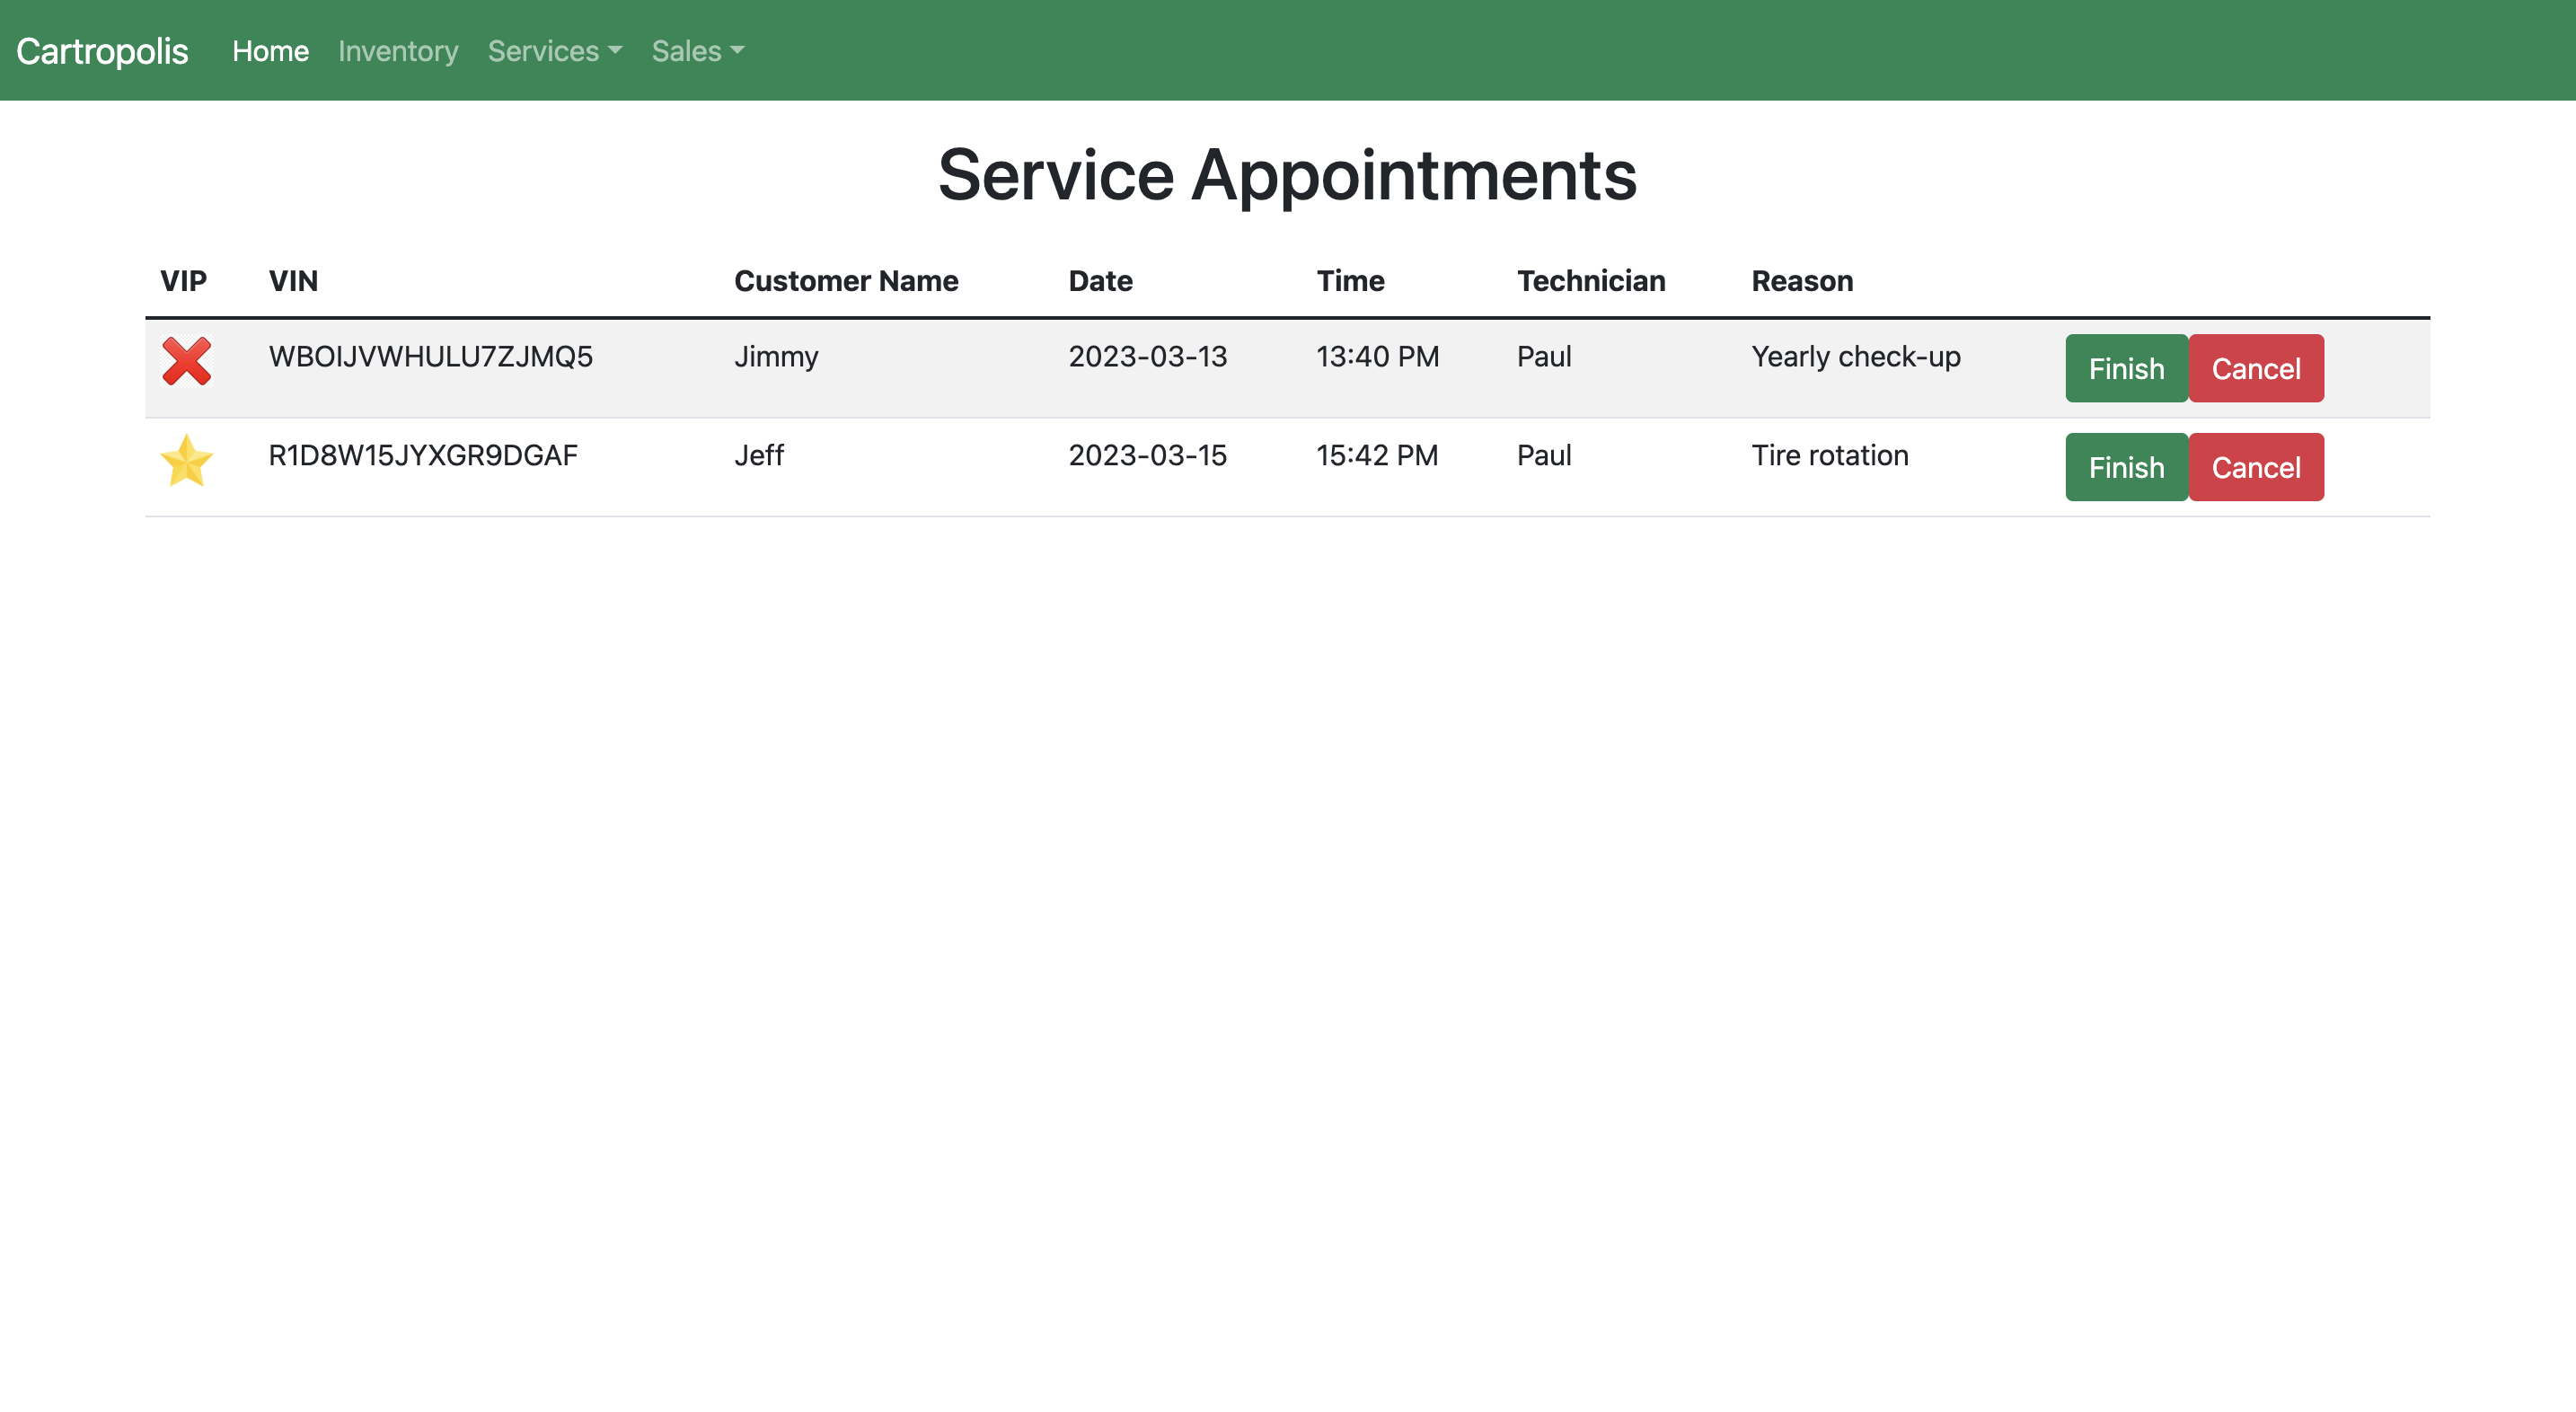 Cartropolis Home Inventory Services Sales
Service Appointments
VIP VIN Customer Name Date Time Technician Reason
WBOIJVWHULU7ZJMQ5 Jimmy 2023-03-13 13:40 PM Paul Yearly check-up Finish Cancel
R1D8W15JYXGR9DGAF Jeff 2023-03-15 15:42 PM Paul Tire rotation Finish Cancel